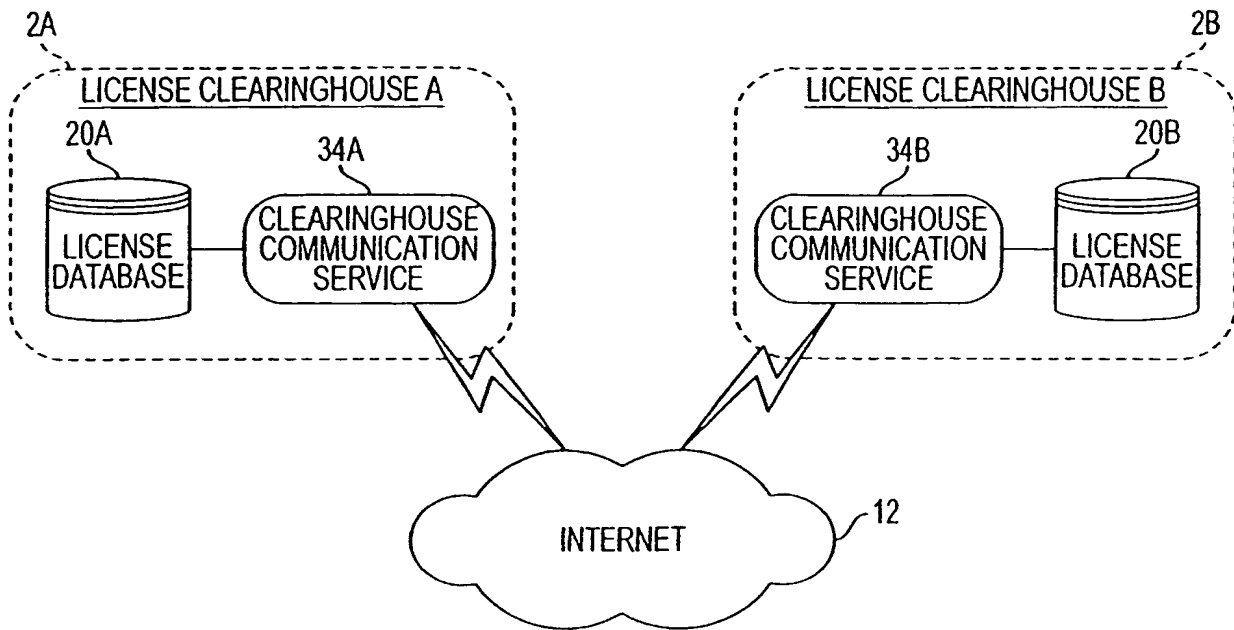 2A
2B
LICENSE CLEARINGHOUSE A
LICENSE CLEARINGHOUSE B
20A
34A
34B
20B
LICENSE
DATABASE
CLEARINGHOUSE
COMMUNICATION
SERVICE
CLEARINGHOUSE
COMMUNICATION
SERVICE
LICENSE
DATABASE
INTERNET
12